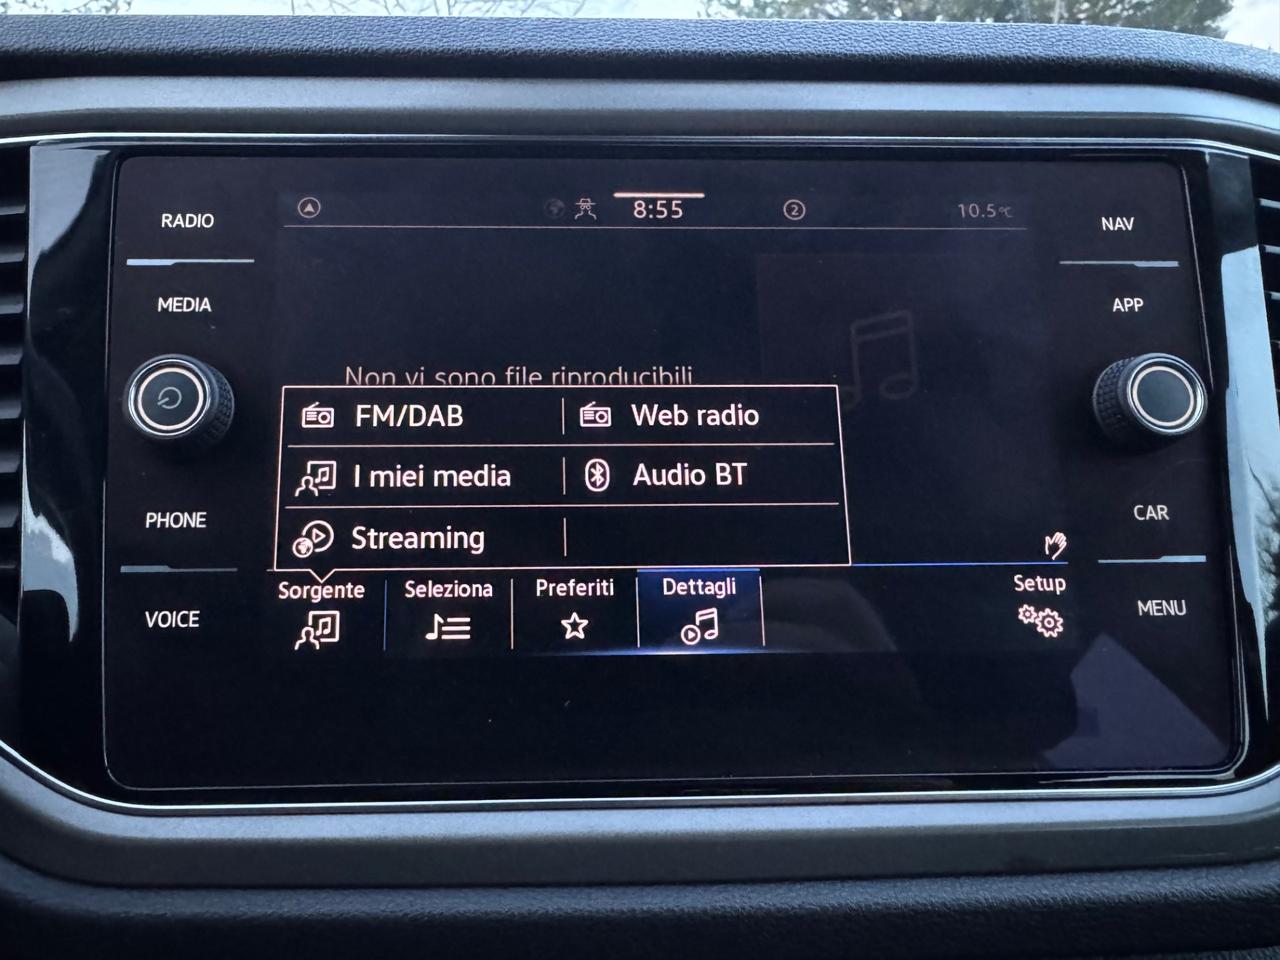 RADIO
MEDIA
PHONE
VOICE
8:55
2
10.5°C
Non vi sono file riproducibili
FM/DAB
Web radio
I miei media
Audio BT
Streaming
Sorgente
Seleziona
Preferiti
Dettagli
Setup
NAV
APP
CAR
MENU